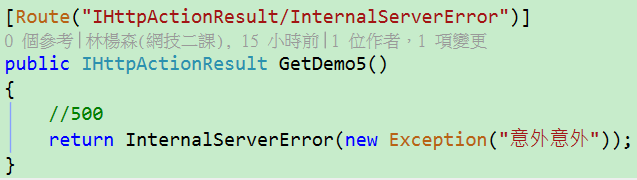 [Route("IHttpActionResult/InternalServerError")]
0 個參考|林楊森(網技二課), 15 小時前|1 位作者，1 項變更
public IHttpActionResult GetDemo5()
{
//500
return InternalServerError(new Exception("意外意外"));
}